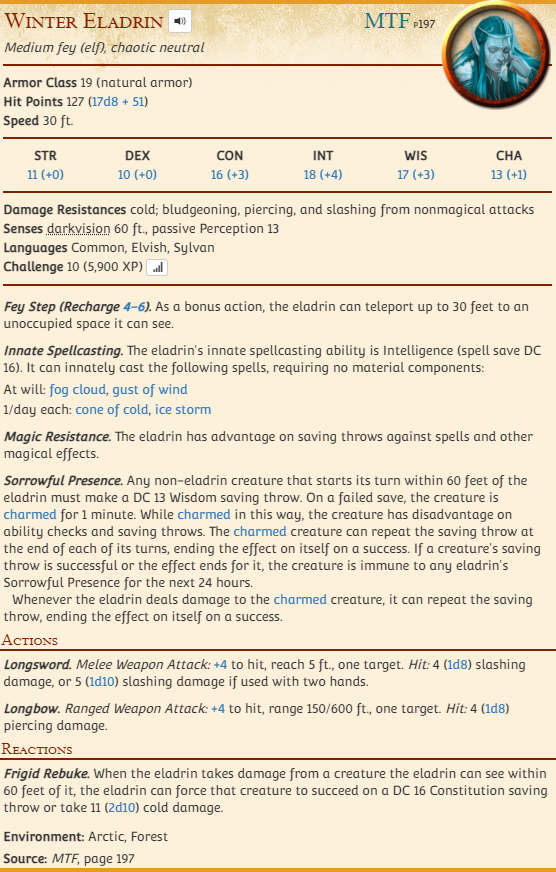 Winter Eladrin MTF p197
Medium fey (elf), chaotic neutral
Armor Class 19 (natural armor)
Hit Points 127 (17d8 + 51)
Speed 30 ft.
STR DEX CON INT WIS CHA
11 (+0) 10 (+0) 16 (+3) 18 (+4) 17 (+3) 13 (+1)
Damage Resistances cold; bludgeoning, piercing, and slashing from nonmagical attacks
Senses darkvision 60 ft., passive Perception 13
Languages Common, Elvish, Sylvan
Challenge 10 (5,900 XP)
Fey Step (Recharge 4–6). As a bonus action, the eladrin can teleport up to 30 feet to an
unoccupied space it can see.
Innate Spellcasting. The eladrin's innate spellcasting ability is Intelligence (spell save DC
16). It can innately cast the following spells, requiring no material components:
At will: fog cloud, gust of wind
1/day each: cone of cold, ice storm
Magic Resistance. The eladrin has advantage on saving throws against spells and other
magical effects.
Sorrowful Presence. Any non-eladrin creature that starts its turn within 60 feet of the
eladrin must make a DC 13 Wisdom saving throw. On a failed save, the creature is
charmed for 1 minute. While charmed in this way, the creature has disadvantage on
ability checks and saving throws. The charmed creature can repeat the saving throw at
the end of each of its turns, ending the effect on itself on a success. If a creature's saving
throw is successful or the effect ends for it, the creature is immune to any eladrin's
Sorrowful Presence for the next 24 hours.
Whenever the eladrin deals damage to the charmed creature, it can repeat the saving
throw, ending the effect on itself on a success.
Actions
Longsword. Melee Weapon Attack: +4 to hit, reach 5 ft., one target. Hit: 4 (1d8) slashing
damage, or 5 (1d10) slashing damage if used with two hands.
Longbow. Ranged Weapon Attack: +4 to hit, range 150/600 ft., one target. Hit: 4 (1d8)
piercing damage.
Reactions
Frigid Rebuke. When the eladrin takes damage from a creature the eladrin can see within
60 feet of it, the eladrin can force that creature to succeed on a DC 16 Constitution saving
throw or take 11 (2d10) cold damage.
Environment: Arctic, Forest
Source: MTF, page 197